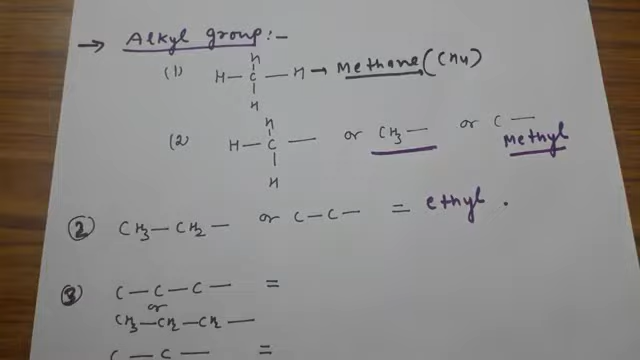 → Alkyl group:-
(1) H-C-H → Methane (CH4)
H
H
(2) H-C- or CH3- or C-
H
H
Methyl
② CH3-CH2- or C-C- = ethyl.
③ C-C-C- =
or
CH3-CH2-CH2-
C-C- =